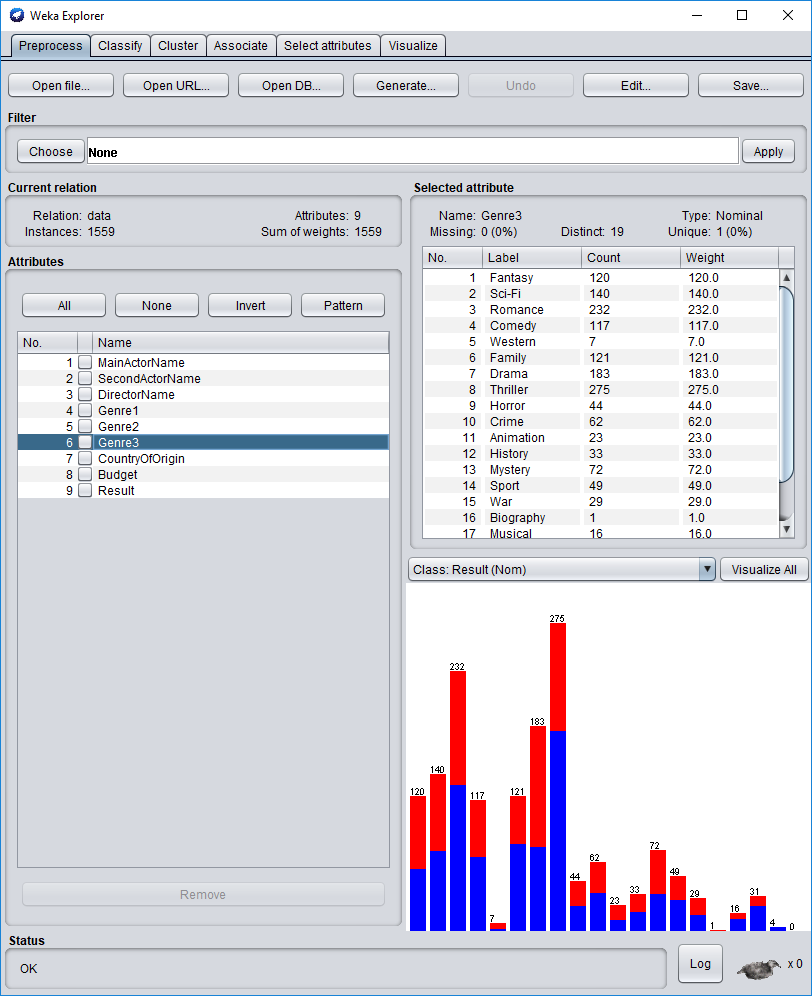 Weka Explorer
Preprocess Classify Cluster Associate Select attributes Visualize
Open file... Open URL... Open DB... Generate... Undo Edit... Save...
Filter
Choose None Apply
Current relation
Relation: data Attributes: 9
Instances: 1559 Sum of weights: 1559
Attributes
All None Invert Pattern
No. Name
1 MainActorName
2 SecondActorName
3 DirectorName
4 Genre1
5 Genre2
6 Genre3
7 CountryOfOrigin
8 Budget
9 Result
Remove
Selected attribute
Name: Genre3 Type: Nominal
Missing: 0 (0%) Distinct: 19 Unique: 1 (0%)
No. Label Count Weight
1 Fantasy 120 120.0
2 Sci-Fi 140 140.0
3 Romance 232 232.0
4 Comedy 117 117.0
5 Western 7 7.0
6 Family 121 121.0
7 Drama 183 183.0
8 Thriller 275 275.0
9 Horror 44 44.0
10 Crime 62 62.0
11 Animation 23 23.0
12 History 33 33.0
13 Mystery 72 72.0
14 Sport 49 49.0
15 War 29 29.0
16 Biography 1 1.0
17 Musical 16 16.0
Class: Result (Nom) Visualize All
120 140 232 117 7 121 183 275 44 62 23 33 72 49 29 1 16 31 4 0
Status
OK
Log x 0